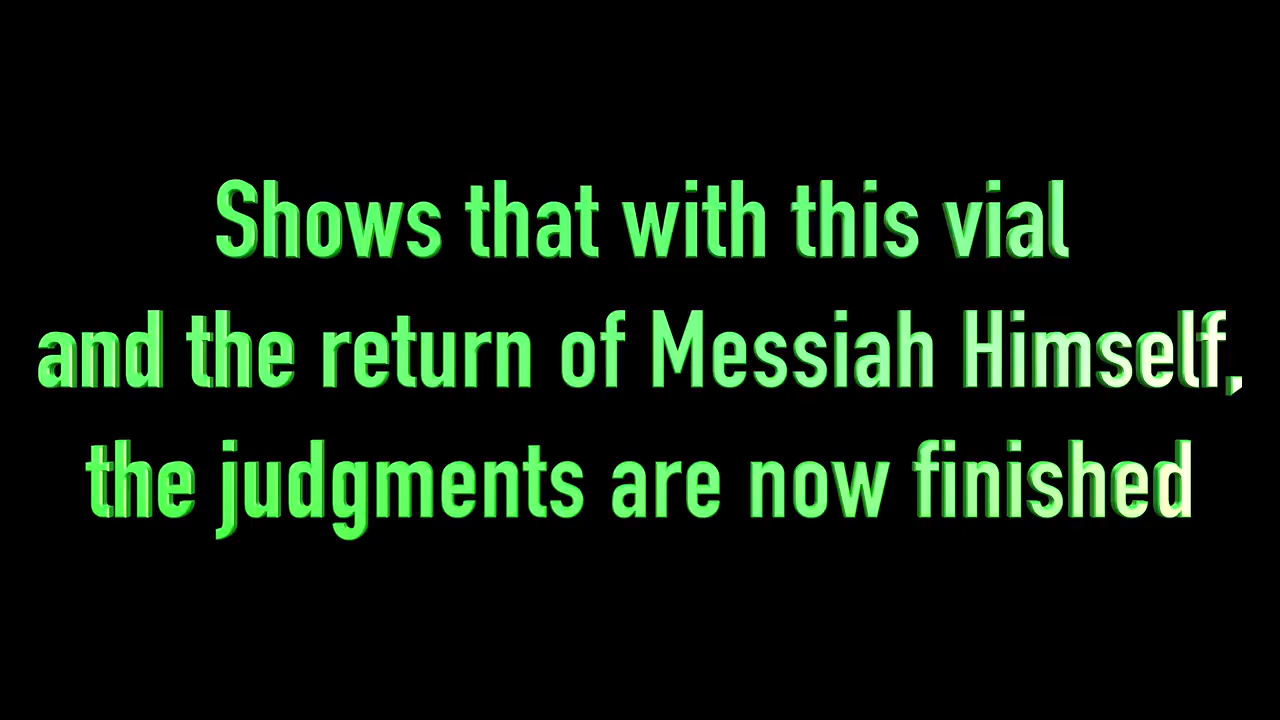 Shows that with this vial
and the return of Messiah Himself,
the judgments are now finished